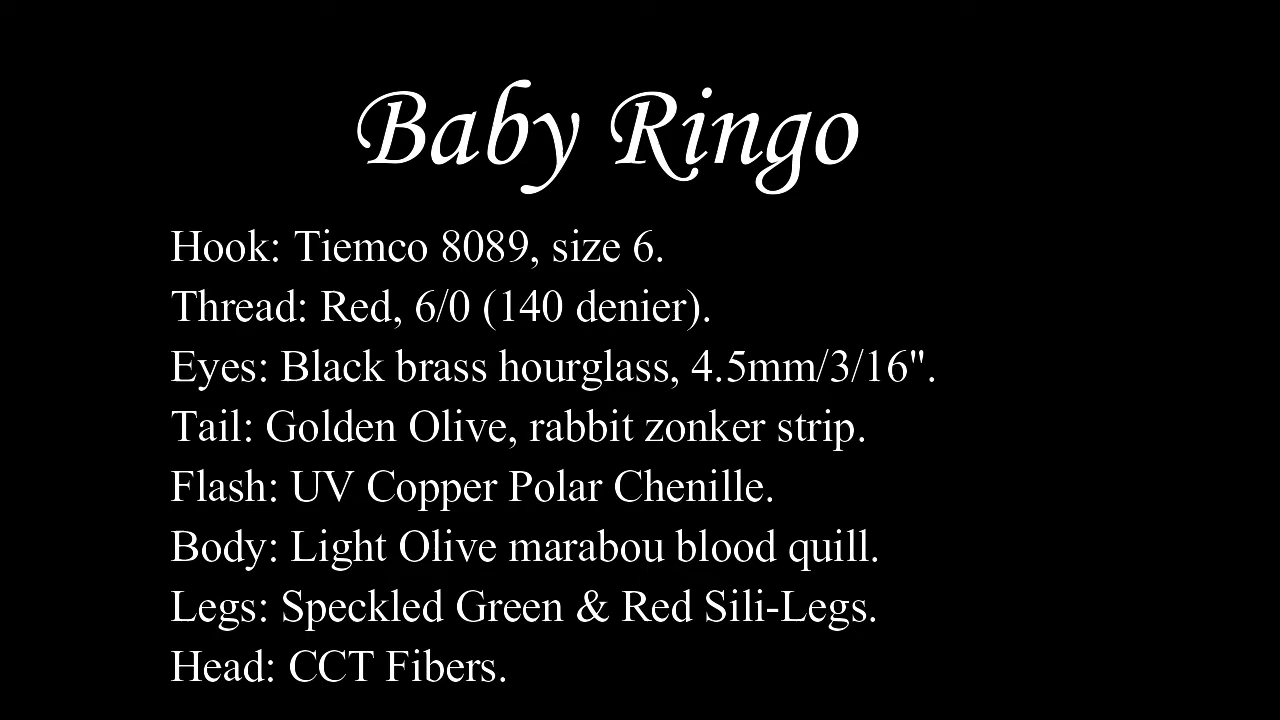 Baby Ringo
Hook: Tiemco 8089, size 6.
Thread: Red, 6/0 (140 denier).
Eyes: Black brass hourglass, 4.5mm/3/16".
Tail: Golden Olive, rabbit zonker strip.
Flash: UV Copper Polar Chenille.
Body: Light Olive marabou blood quill.
Legs: Speckled Green & Red Sili-Legs.
Head: CCT Fibers.